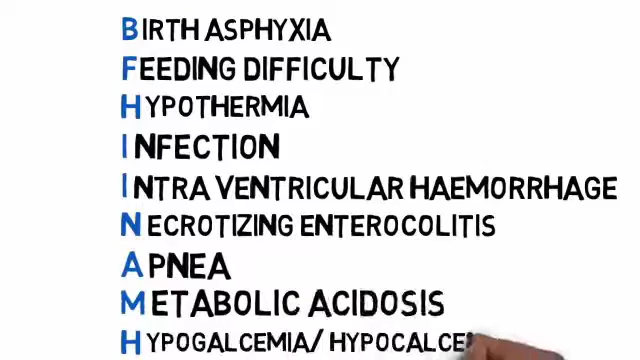 BIRTH ASPHYXIA
FEEDING DIFFICULTY
HYPOTHERMIA
INFECTION
INTRA VENTRICULAR HAEMORRHAGE
NECROTIZING ENTEROCOLITIS
APNEA
METABOLIC ACIDOSIS
HYPOGALCEMIA/ HYPOCALCE